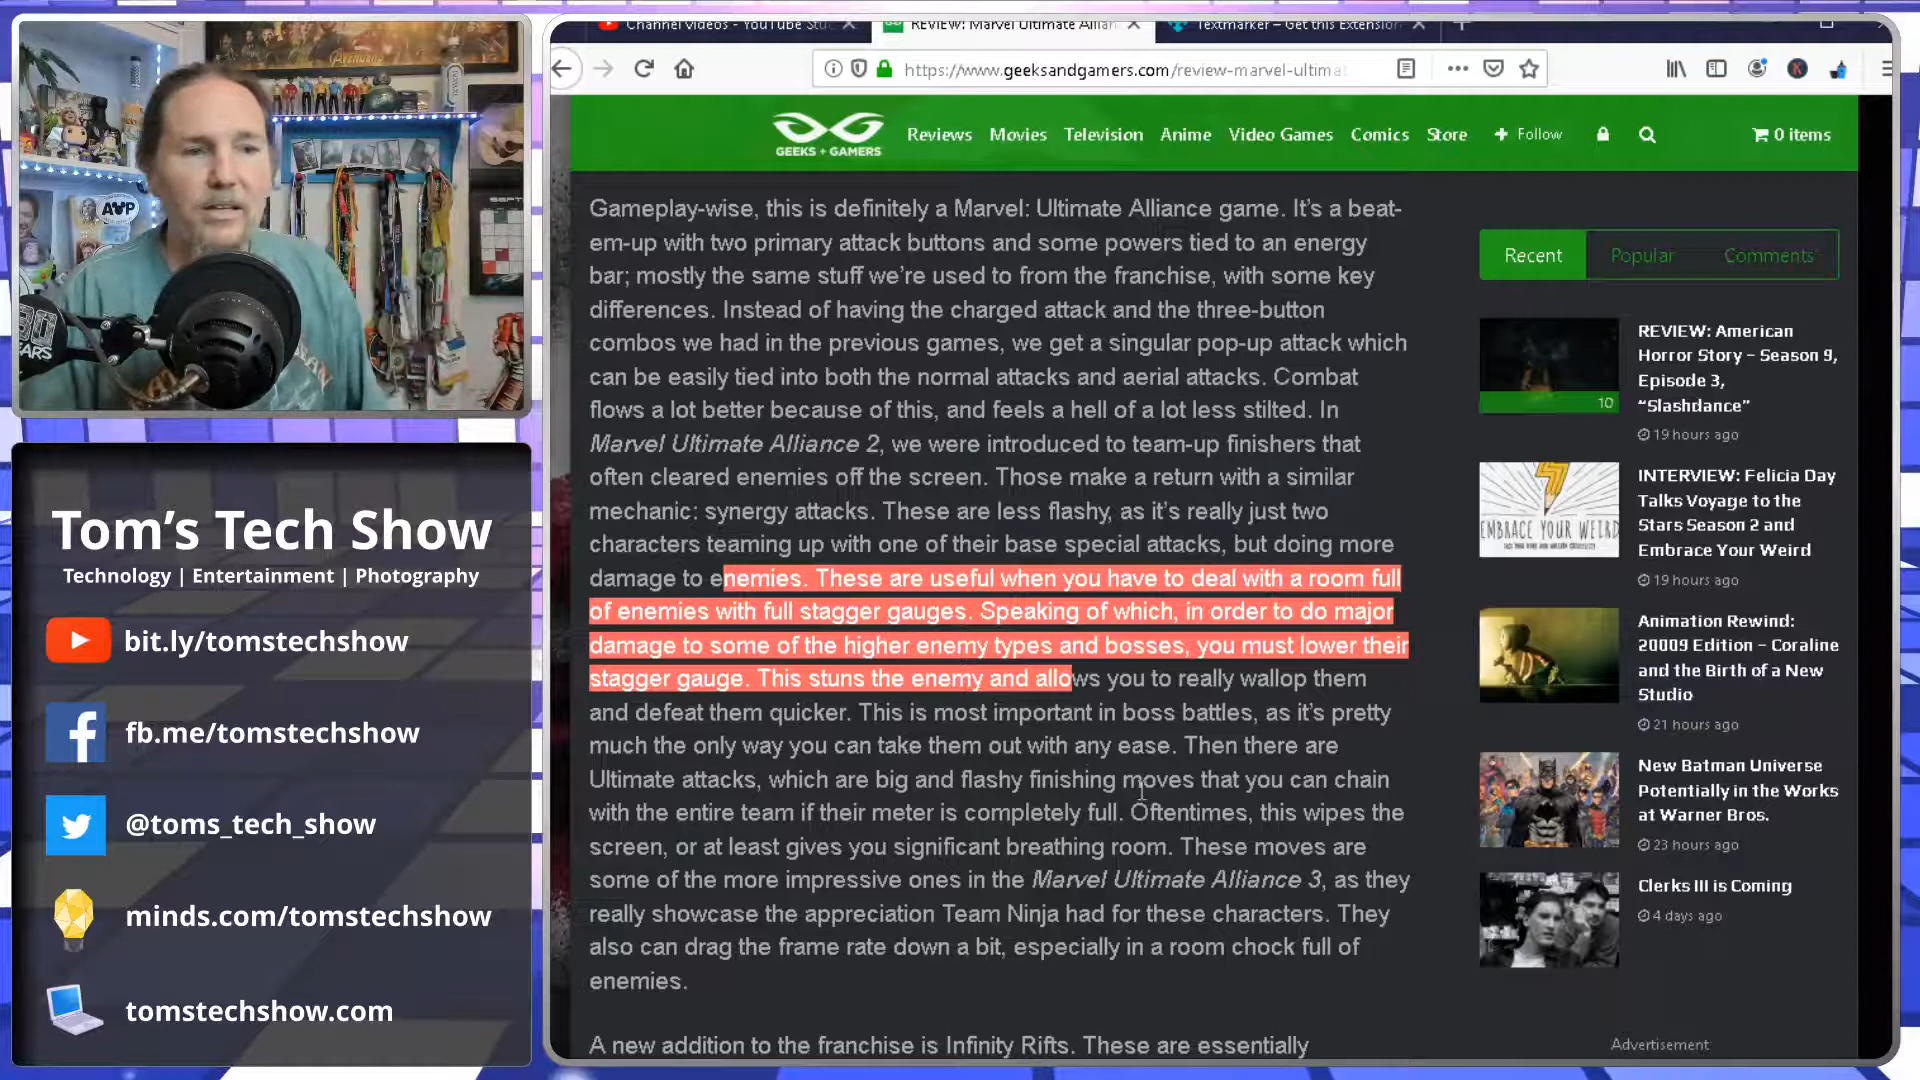 Channel videos - YouTube Stu
REVIEW: Marvel Ultimate Allian
Textmarker – Get this Extension
https://www.geeksandgamers.com/review-marvel-ultimat
GEEKS + GAMERS
Reviews Movies Television Anime Video Games Comics Store + Follow 0 items
Gameplay-wise, this is definitely a Marvel: Ultimate Alliance game. It’s a beat-
em-up with two primary attack buttons and some powers tied to an energy
bar; mostly the same stuff we’re used to from the franchise, with some key
differences. Instead of having the charged attack and the three-button
combos we had in the previous games, we get a singular pop-up attack which
can be easily tied into both the normal attacks and aerial attacks. Combat
flows a lot better because of this, and feels a hell of a lot less stilted. In
Marvel Ultimate Alliance 2, we were introduced to team-up finishers that
often cleared enemies off the screen. Those make a return with a similar
mechanic: synergy attacks. These are less flashy, as it’s really just two
characters teaming up with one of their base special attacks, but doing more
damage to enemies. These are useful when you have to deal with a room full
of enemies with full stagger gauges. Speaking of which, in order to do major
damage to some of the higher enemy types and bosses, you must lower their
stagger gauge. This stuns the enemy and allows you to really wallop them
and defeat them quicker. This is most important in boss battles, as it’s pretty
much the only way you can take them out with any ease. Then there are
Ultimate attacks, which are big and flashy finishing moves that you can chain
with the entire team if their meter is completely full. Oftentimes, this wipes the
screen, or at least gives you significant breathing room. These moves are
some of the more impressive ones in the Marvel Ultimate Alliance 3, as they
really showcase the appreciation Team Ninja had for these characters. They
also can drag the frame rate down a bit, especially in a room chock full of
enemies.
A new addition to the franchise is Infinity Rifts. These are essentially
Recent Popular Comments
REVIEW: American
Horror Story – Season 9,
Episode 3,
“Slashdance”
10
19 hours ago
INTERVIEW: Felicia Day
Talks Voyage to the
Stars Season 2 and
Embrace Your Weird
EMBRACE YOUR WEIRD
19 hours ago
Animation Rewind:
20009 Edition – Coraline
and the Birth of a New
Studio
21 hours ago
New Batman Universe
Potentially in the Works
at Warner Bros.
23 hours ago
Clerks III is Coming
4 days ago
Advertisement
Avengers
AVP
SEPT
YEARS
Tom’s Tech Show
Technology | Entertainment | Photography
bit.ly/tomstechshow
fb.me/tomstechshow
@toms_tech_show
minds.com/tomstechshow
tomstechshow.com